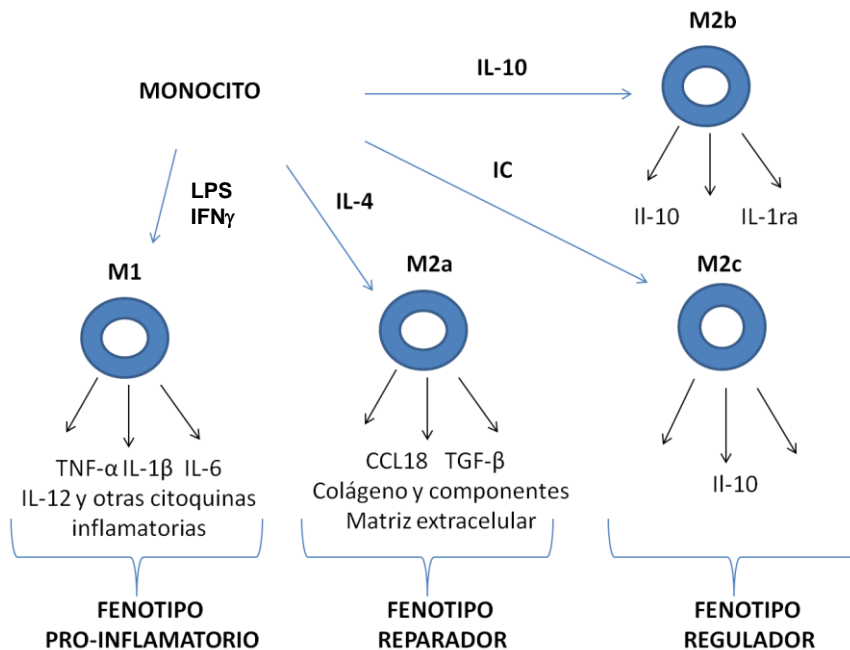 M2b
IL-10
MONOCITO
IC
LPS
IFNγ
IL-4
Il-10 IL-1ra
M1
M2a
M2c
TNF-α IL-1β IL-6
IL-12 y otras citoquinas
inflamatorias
CCL18 TGF-β
Colágeno y componentes
Matriz extracelular
Il-10
FENOTIPO
PRO-INFLAMATORIO
FENOTIPO
REPARADOR
FENOTIPO
REGULADOR